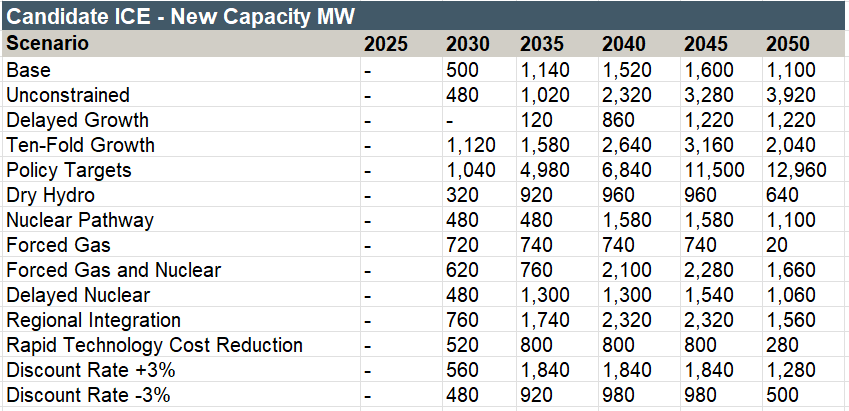 Candidate ICE - New Capacity MW
Scenario 2025 2030 2035 2040 2045 2050
Base - 500 1,140 1,520 1,600 1,100
Unconstrained - 480 1,020 2,320 3,280 3,920
Delayed Growth - - 120 860 1,220 1,220
Ten-Fold Growth - 1,120 1,580 2,640 3,160 2,040
Policy Targets - 1,040 4,980 6,840 11,500 12,960
Dry Hydro - 320 920 960 960 640
Nuclear Pathway - 480 480 1,580 1,580 1,100
Forced Gas - 720 740 740 740 20
Forced Gas and Nuclear - 620 760 2,100 2,280 1,660
Delayed Nuclear - 480 1,300 1,300 1,540 1,060
Regional Integration - 760 1,740 2,320 2,320 1,560
Rapid Technology Cost Reduction - 520 800 800 800 280
Discount Rate +3% - 560 1,840 1,840 1,840 1,280
Discount Rate -3% - 480 920 980 980 500